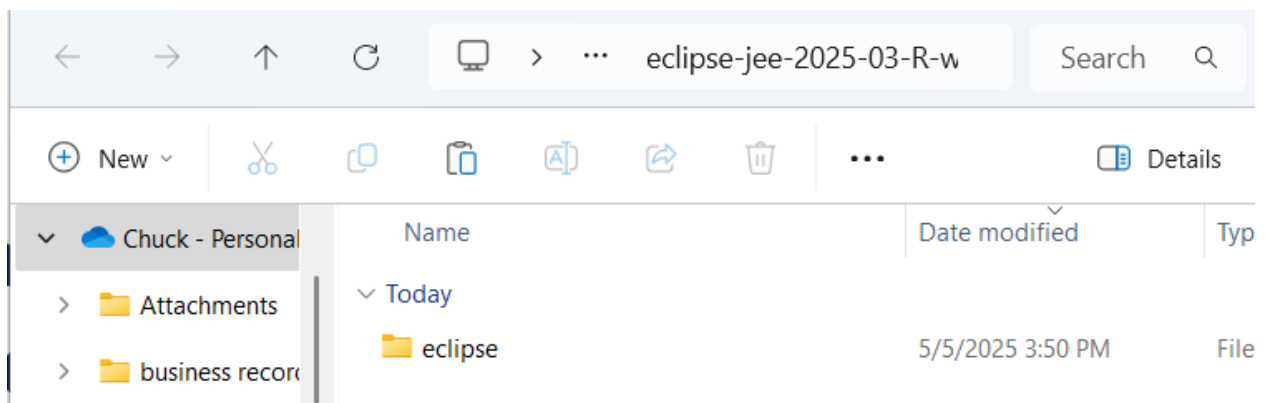 eclipse-jee-2025-03-R-w
Search
New
Details
Chuck - Personal
Name
Date modified
Typ
Attachments
Today
eclipse
5/5/2025 3:50 PM
File
business record